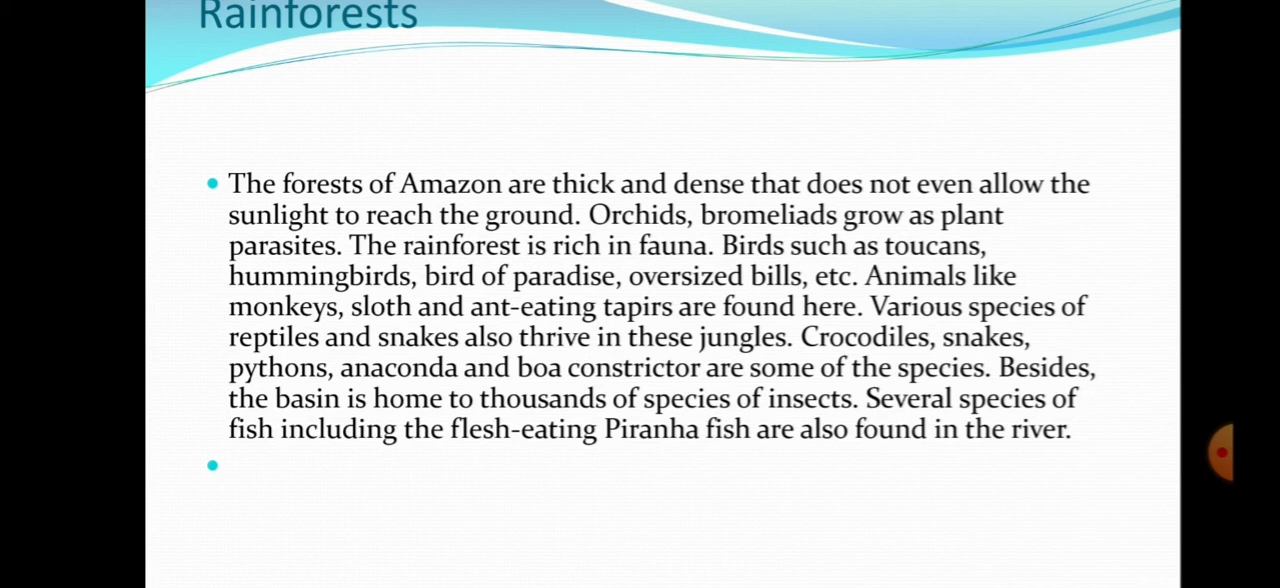 Rainforests
The forests of Amazon are thick and dense that does not even allow the
sunlight to reach the ground. Orchids, bromeliads grow as plant
parasites. The rainforest is rich in fauna. Birds such as toucans,
hummingbirds, bird of paradise, oversized bills, etc. Animals like
monkeys, sloth and ant-eating tapirs are found here. Various species of
reptiles and snakes also thrive in these jungles. Crocodiles, snakes,
pythons, anaconda and boa constrictor are some of the species. Besides,
the basin is home to thousands of species of insects. Several species of
fish including the flesh-eating Piranha fish are also found in the river.